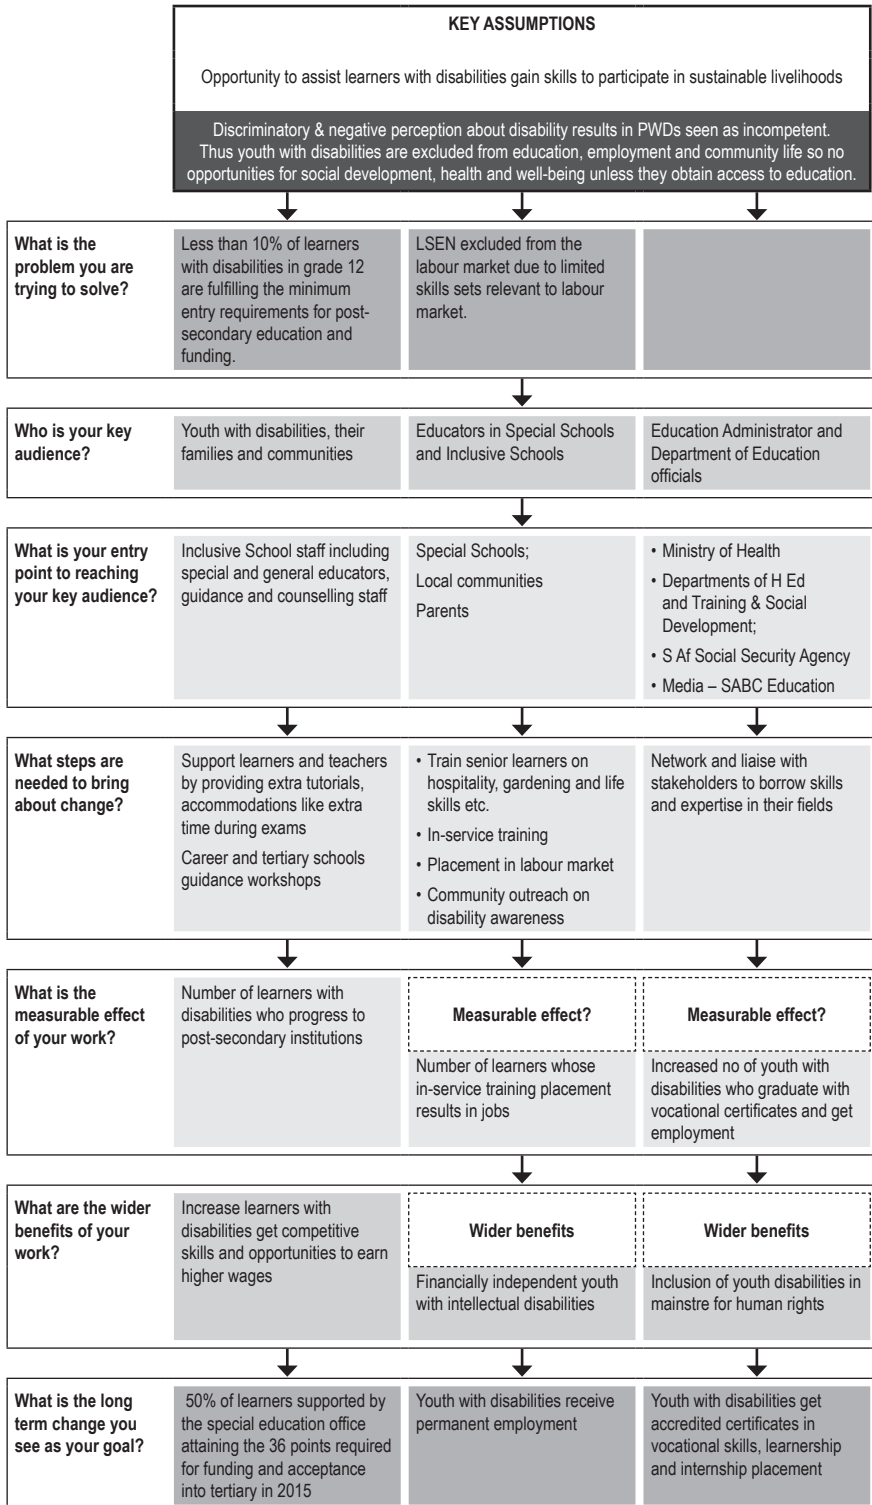 KEY ASSUMPTIONS
Opportunity to assist learners with disabilities gain skills to participate in sustainable livelihoods
Discriminatory & negative perception about disability results in PWDs seen as incompetent.
Thus youth with disabilities are excluded from education, employment and community life so no
opportunities for social development, health and well-being unless they obtain access to education.
What is the
problem you are
trying to solve?
Less than 10% of learners
with disabilities in grade 12
are fulfilling the minimum
entry requirements for post-
secondary education and
funding.
LSEN excluded from the
labour market due to limited
skills sets relevant to labour
market.
Who is your key
audience?
Youth with disabilities, their
families and communities
Educators in Special Schools
and Inclusive Schools
Education Administrator and
Department of Education
officials
What is your entry
point to reaching
your key audience?
Inclusive School staff including
special and general educators,
guidance and counselling staff
Special Schools;
Local communities
Parents
• Ministry of Health
• Departments of H Ed
and Training & Social
Development;
• S Af Social Security Agency
• Media – SABC Education
What steps are
needed to bring
about change?
Support learners and teachers
by providing extra tutorials,
accommodations like extra
time during exams
Career and tertiary schools
guidance workshops
• Train senior learners on
hospitality, gardening and life
skills etc.
• In-service training
• Placement in labour market
• Community outreach on
disability awareness
Network and liaise with
stakeholders to borrow skills
and expertise in their fields
What is the
measurable effect
of your work?
Number of learners with
disabilities who progress to
post-secondary institutions
Measurable effect?
Number of learners whose
in-service training placement
results in jobs
Measurable effect?
Increased no of youth with
disabilities who graduate with
vocational certificates and get
employment
What are the wider
benefits of your
work?
Increase learners with
disabilities get competitive
skills and opportunities to earn
higher wages
Wider benefits
Financially independent youth
with intellectual disabilities
Wider benefits
Inclusion of youth disabilities in
mainstre for human rights
What is the long
term change you
see as your goal?
50% of learners supported by
the special education office
attaining the 36 points required
for funding and acceptance
into tertiary in 2015
Youth with disabilities receive
permanent employment
Youth with disabilities get
accredited certificates in
vocational skills, learnership
and internship placement